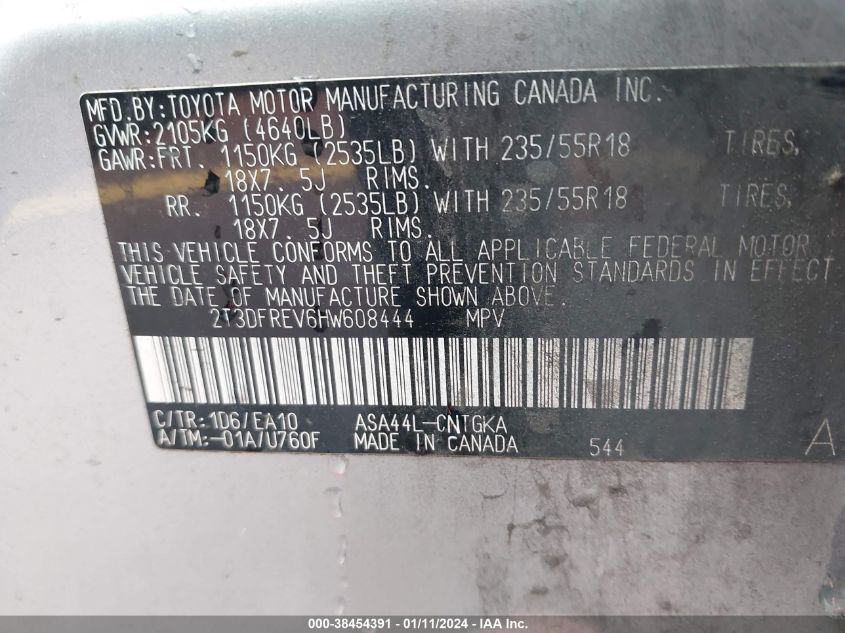 MFD.BY:TOYOTA MOTOR MANUFACTURING CANADA INC.
GVWR:2105KG (4640LB)
GAWR:FRT. 1150KG (2535LB) WITH 235/55R18 TIRES,
18X7. 5J RIMS.
RR. 1150KG (2535LB) WITH 235/55R18 TIRES,
18X7. 5J RIMS.
THIS VEHICLE CONFORMS TO ALL APPLICABLE FEDERAL MOTOR
VEHICLE SAFETY AND THEFT PREVENTION STANDARDS IN EFFECT
THE DATE OF MANUFACTURE SHOWN ABOVE.
2T3DFREV6HW608444 MPV
C/TR:1D6/EA10 ASA44L-CNTGKA
A/TM:-01A/U760F MADE IN CANADA 544 A
000-38454391 - 01/11/2024 - IAA Inc.